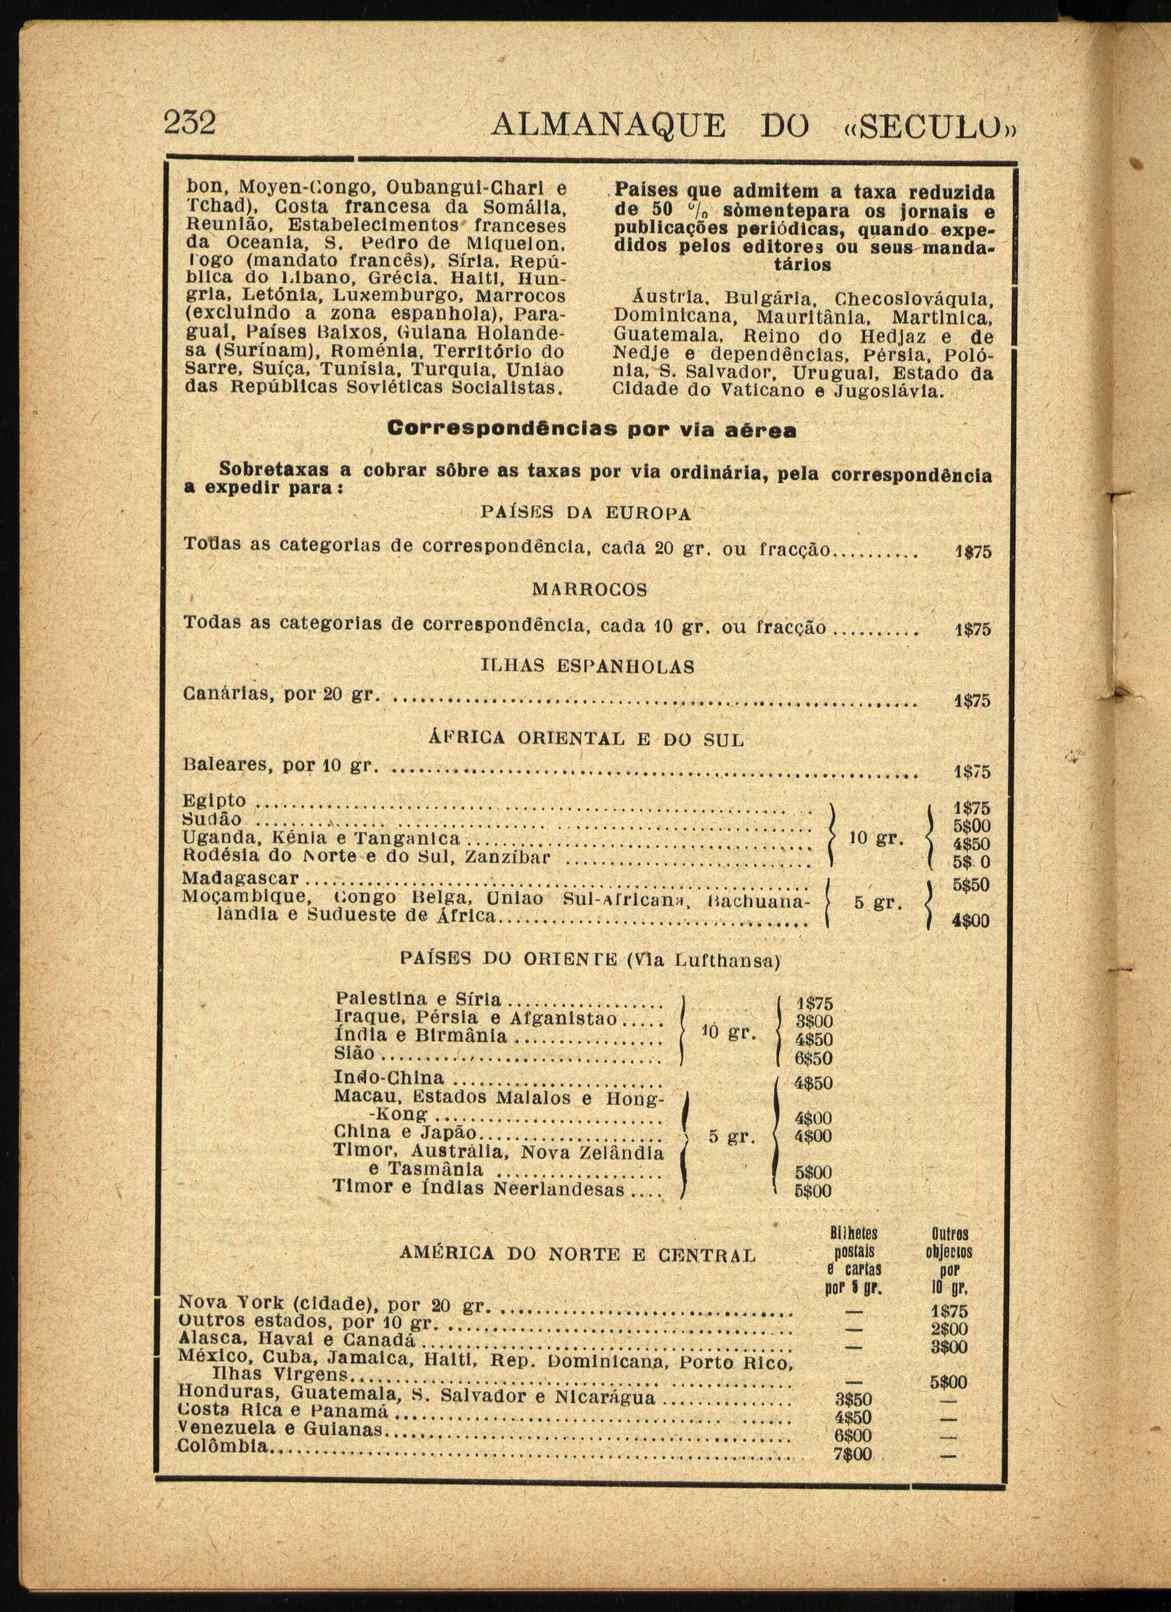 232
ALMANAQUE DO «SECULO»
bon, Moyen-Congo, Oubangui-Chari e
Tchad), Costa francesa da Somália,
Reunião, Estabelecimentos franceses
da Oceania, S. Pedro de Miquelon,
Togo (mandato francês), Síria, Repú-
blica do Líbano, Grécia, Haiti, Hun-
gria, Letónia, Luxemburgo, Marrocos
(excluindo a zona espanhola), Para-
guai, Países Baixos, Guiana Holande-
sa (Surinam), Roménia, Território do
Sarre, Suíça, Tunísia, Turquia, União
das Repúblicas Soviéticas Socialistas.
Países que admitem a taxa reduzida
de 50 % sòmentepara os jornais e
publicações periódicas, quando expe-
didos pelos editores ou seus manda-
tários
Áustria, Bulgária, Checoslováquia,
Dominicana, Mauritânia, Martinica,
Guatemala, Reino do Hedjaz e de
Nedje e dependências, Pérsia, Poló-
nia, S. Salvador, Uruguai, Estado da
Cidade do Vaticano e Jugoslávia.
Correspondências por via aérea
Sobretaxas a cobrar sôbre as taxas por via ordinária, pela correspondência
a expedir para:
PAÍSES DA EUROPA
Todas as categorias de correspondência, cada 20 gr. ou fracção.......... 1$75
MARROCOS
Todas as categorias de correspondência, cada 10 gr. ou fracção .......... 1$75
ILHAS ESPANHOLAS
Canárias, por 20 gr. .......... 1$75
ÁFRICA ORIENTAL E DO SUL
Baleares, por 10 gr. .......... 1$75
Egipto .......... 1$75
Sudão .......... 5$00
Uganda, Kénia e Tanganica .......... 10 gr. 4$50
Rodésia do Norte e do Sul, Zanzibar .......... 5$ 0
Madagascar .......... 5$50
Moçambique, Congo Belga, União Sul-Africana, Bachuana- 5 gr.
lândia e Sudueste de África.......... 4$00
PAÍSES DO ORIENTE (Via Lufthansa)
Palestina e Síria .......... 1$75
Iraque, Pérsia e Afganistão ..... 10 gr. 3$00
Índia e Birmânia .......... 4$50
Sião .......... 6$50
Indo-China .......... 4$50
Macau, Estados Malaios e Hong-
-Kong .......... 4$00
China e Japão.......... 5 gr. 4$00
Timor, Austrália, Nova Zelândia
e Tasmânia .......... 5$00
Timor e Índias Neerlandesas .... 5$00
AMÉRICA DO NORTE E CENTRAL
Bilhetes
postais
e cartas
por 5 gr.
Outros
objectos
por
10 gr.
Nova York (cidade), por 20 gr. .......... — 1$75
Outros estados, por 10 gr. .......... — 2$00
Alasca, Havaí e Canadá .......... — 3$00
México, Cuba, Jamaica, Haiti, Rep. Dominicana, Porto Rico,
Ilhas Virgens.......... — 5$00
Honduras, Guatemala, S. Salvador e Nicarágua .......... 3$50 —
Costa Rica e Panamá .......... 4$50 —
Venezuela e Guianas.......... 6$00 —
Colômbia.......... 7$00 —